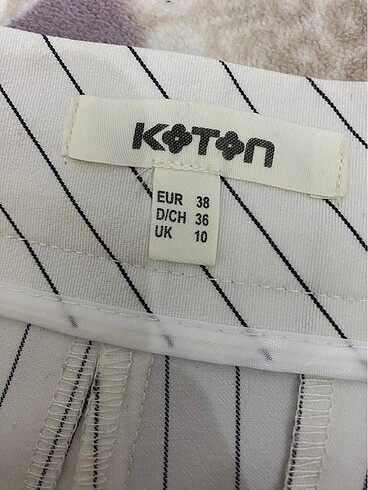 KOTON
EUR 38
D/CH 36
UK 10